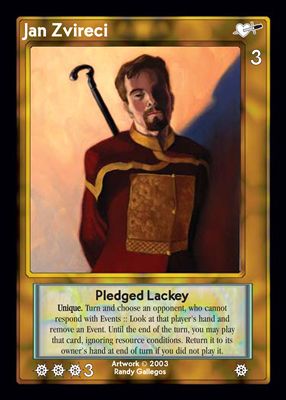 Jan Zvireci
3
Pledged Lackey
Unique. Turn and choose an opponent, who cannot
respond with Events :: Look at that player's hand and
remove an Event. Until the end of the turn, you may play
that card, ignoring resource conditions. Return it to its
owner's hand at end of turn if you did not play it.
3
Artwork © 2003
Randy Gallegos